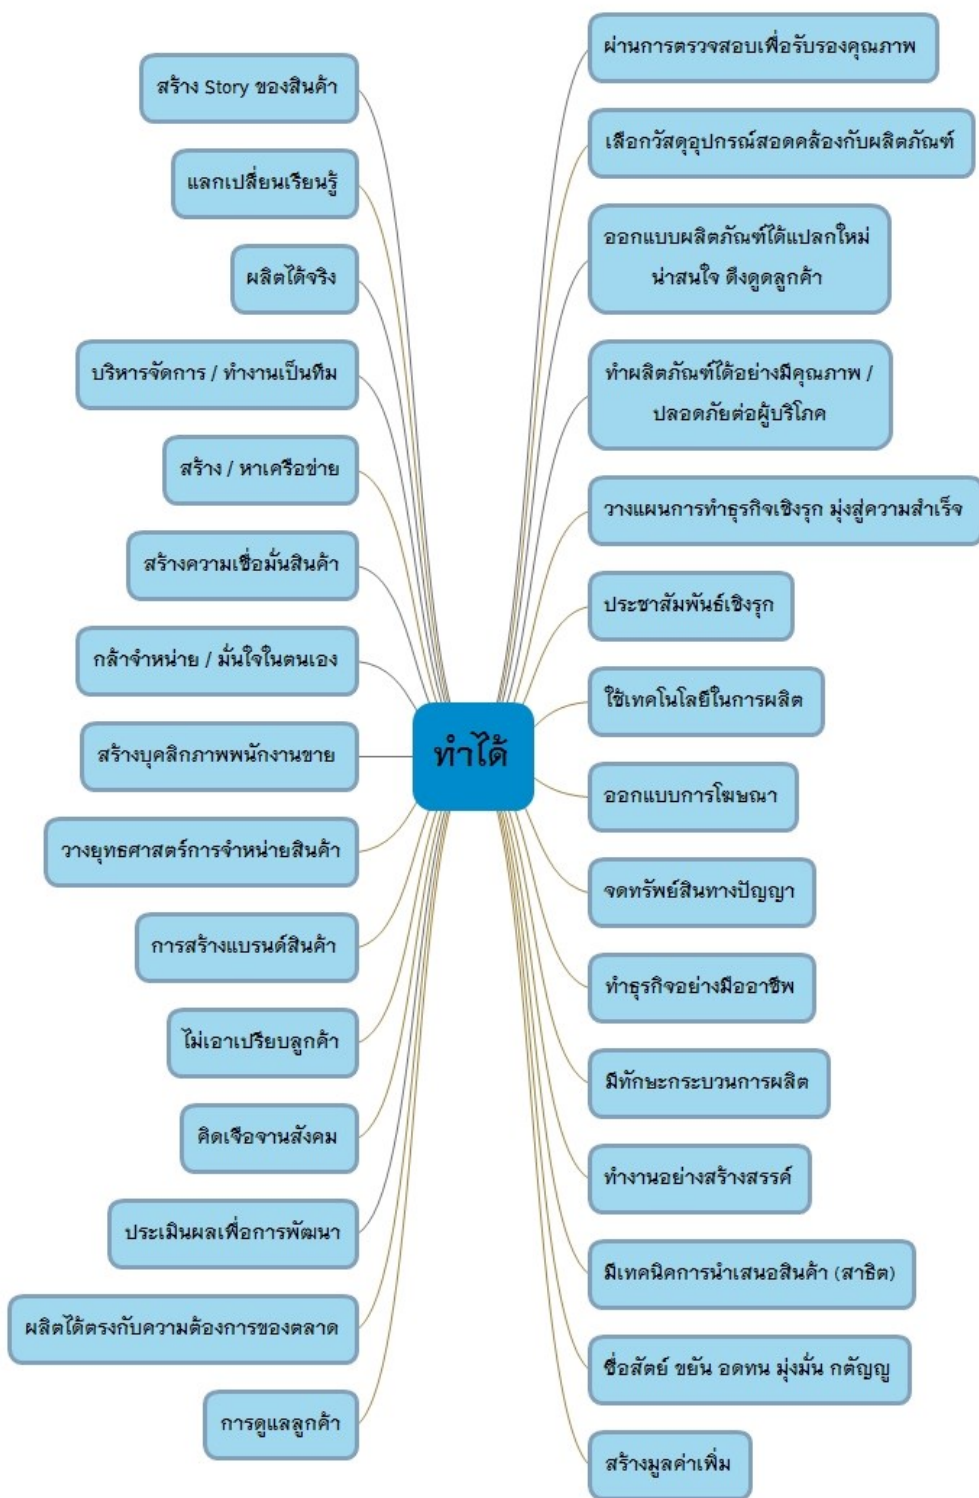 สร้าง Story ของสินค้า
แลกเปลี่ยนเรียนรู้
ผลิตได้จริง
บริหารจัดการ / ทำงานเป็นทีม
สร้าง / หาเครือข่าย
สร้างความเชื่อมั่นสินค้า
กล้าจำหน่าย / มั่นใจในตนเอง
สร้างบุคลิกภาพพนักงานขาย
วางยุทธศาสตร์การจำหน่ายสินค้า
การสร้างแบรนด์สินค้า
ไม่เอาเปรียบลูกค้า
คิดเจือจานสังคม
ประเมินผลเพื่อการพัฒนา
ผลิตได้ตรงกับความต้องการของตลาด
การดูแลลูกค้า
ทำได้
ผ่านการตรวจสอบเพื่อรับรองคุณภาพ
เลือกวัสดุอุปกรณ์สอดคล้องกับผลิตภัณฑ์
ออกแบบผลิตภัณฑ์ได้แปลกใหม่
น่าสนใจ ดึงดูดลูกค้า
ทำผลิตภัณฑ์ได้อย่างมีคุณภาพ /
ปลอดภัยต่อผู้บริโภค
วางแผนการทำธุรกิจเชิงรุก มุ่งสู่ความสำเร็จ
ประชาสัมพันธ์เชิงรุก
ใช้เทคโนโลยีในการผลิต
ออกแบบการโฆษณา
จดทรัพย์สินทางปัญญา
ทำธุรกิจอย่างมืออาชีพ
มีทักษะกระบวนการผลิต
ทำงานอย่างสร้างสรรค์
มีเทคนิคการนำเสนอสินค้า (สาธิต)
ซื่อสัตย์ ขยัน อดทน มุ่งมั่น กตัญญู
สร้างมูลค่าเพิ่ม